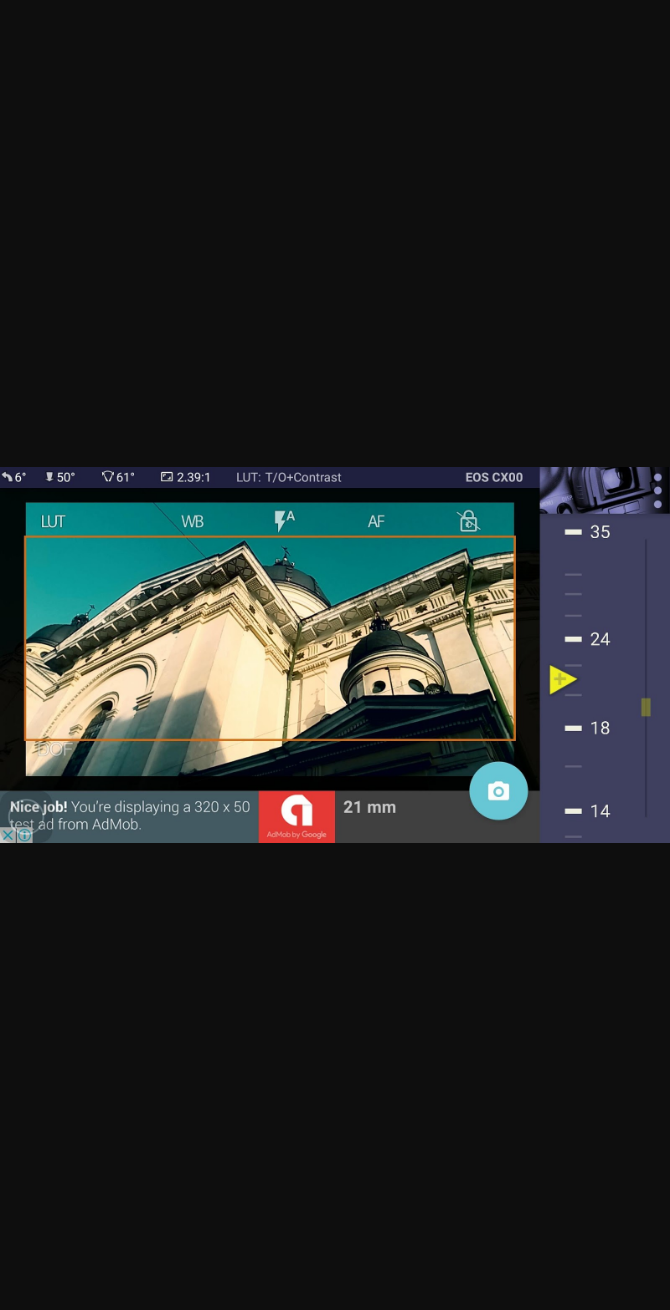 6° 50° 61° 2.39:1 LUT: T/O+Contrast EOS CX00
LUT WB A AF
35
24
18
14
DOF
Nice job! You're displaying a 320 x 50
test ad from AdMob.
AdMob by Google
21 mm